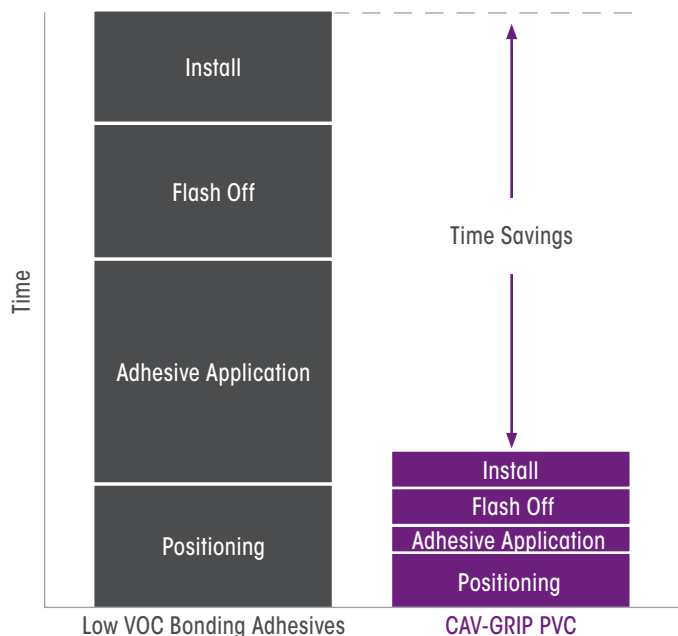 Time
Install
Flash Off
Adhesive Application
Positioning
Low VOC Bonding Adhesives
Time Savings
Install
Flash Off
Adhesive Application
Positioning
CAV-GRIP PVC